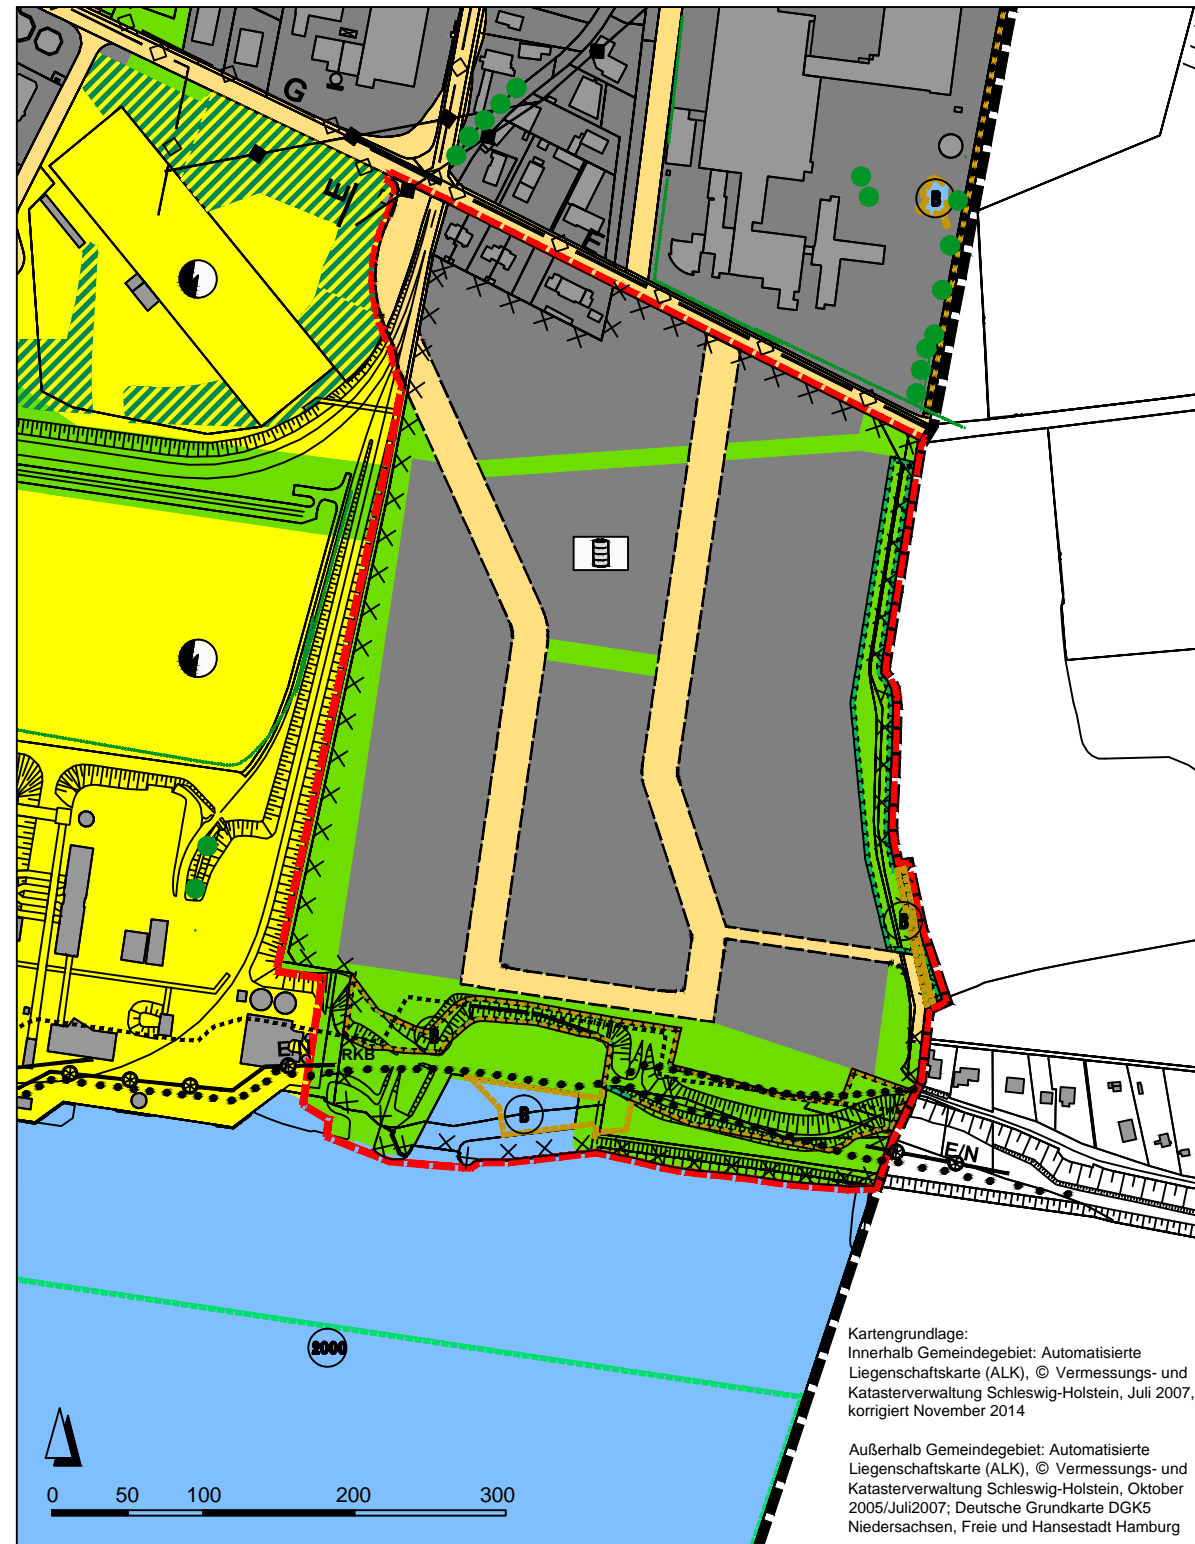 G
E/
F
B
B
E/N
RKB
B
B
E/N
2000
Kartengrundlage:
Innerhalb Gemeindegebiet: Automatisierte
Liegenschaftskarte (ALK), © Vermessungs- und
Katasterverwaltung Schleswig-Holstein, Juli 2007,
korrigiert November 2014
Außerhalb Gemeindegebiet: Automatisierte
Liegenschaftskarte (ALK), © Vermessungs- und
Katasterverwaltung Schleswig-Holstein, Oktober
2005/Juli2007; Deutsche Grundkarte DGK5
Niedersachsen, Freie und Hansestadt Hamburg
0 50 100 200 300